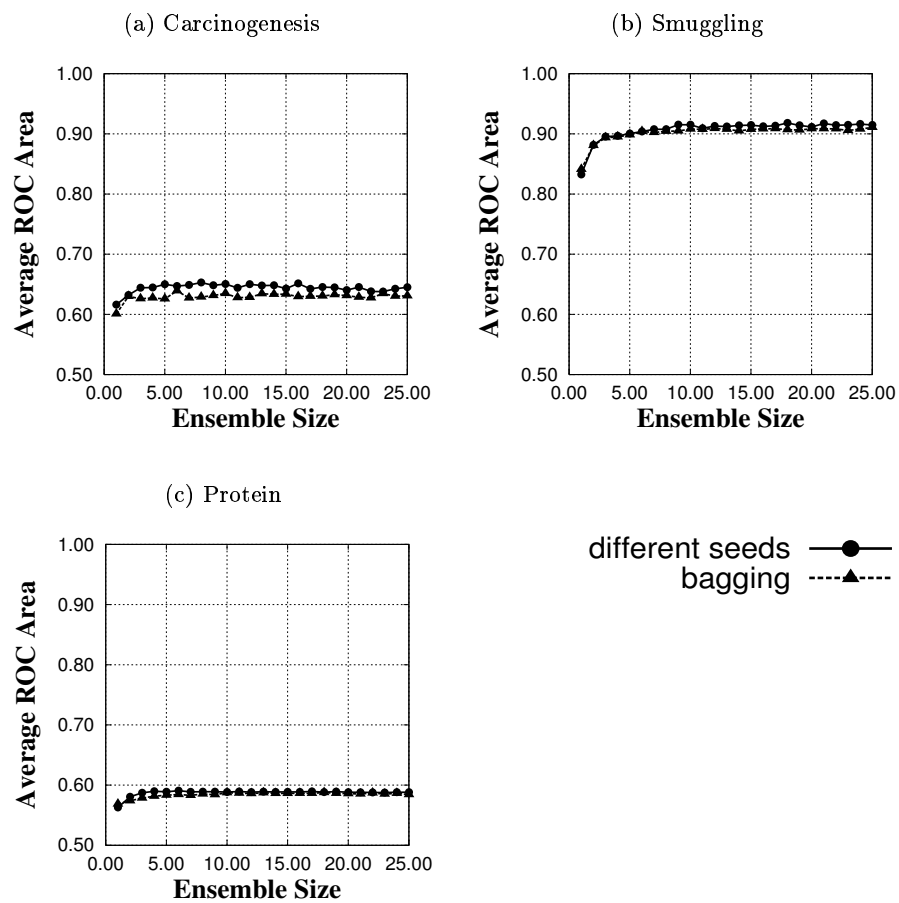 (a) Carcinogenesis
1.00
0.90
0.80
0.70
0.60
0.50
0.00 5.00 10.00 15.00 20.00 25.00
Average ROC Area
Ensemble Size
(b) Smuggling
1.00
0.90
0.80
0.70
0.60
0.50
0.00 5.00 10.00 15.00 20.00 25.00
Average ROC Area
Ensemble Size
(c) Protein
1.00
0.90
0.80
0.70
0.60
0.50
0.00 5.00 10.00 15.00 20.00 25.00
Average ROC Area
Ensemble Size
different seeds
bagging